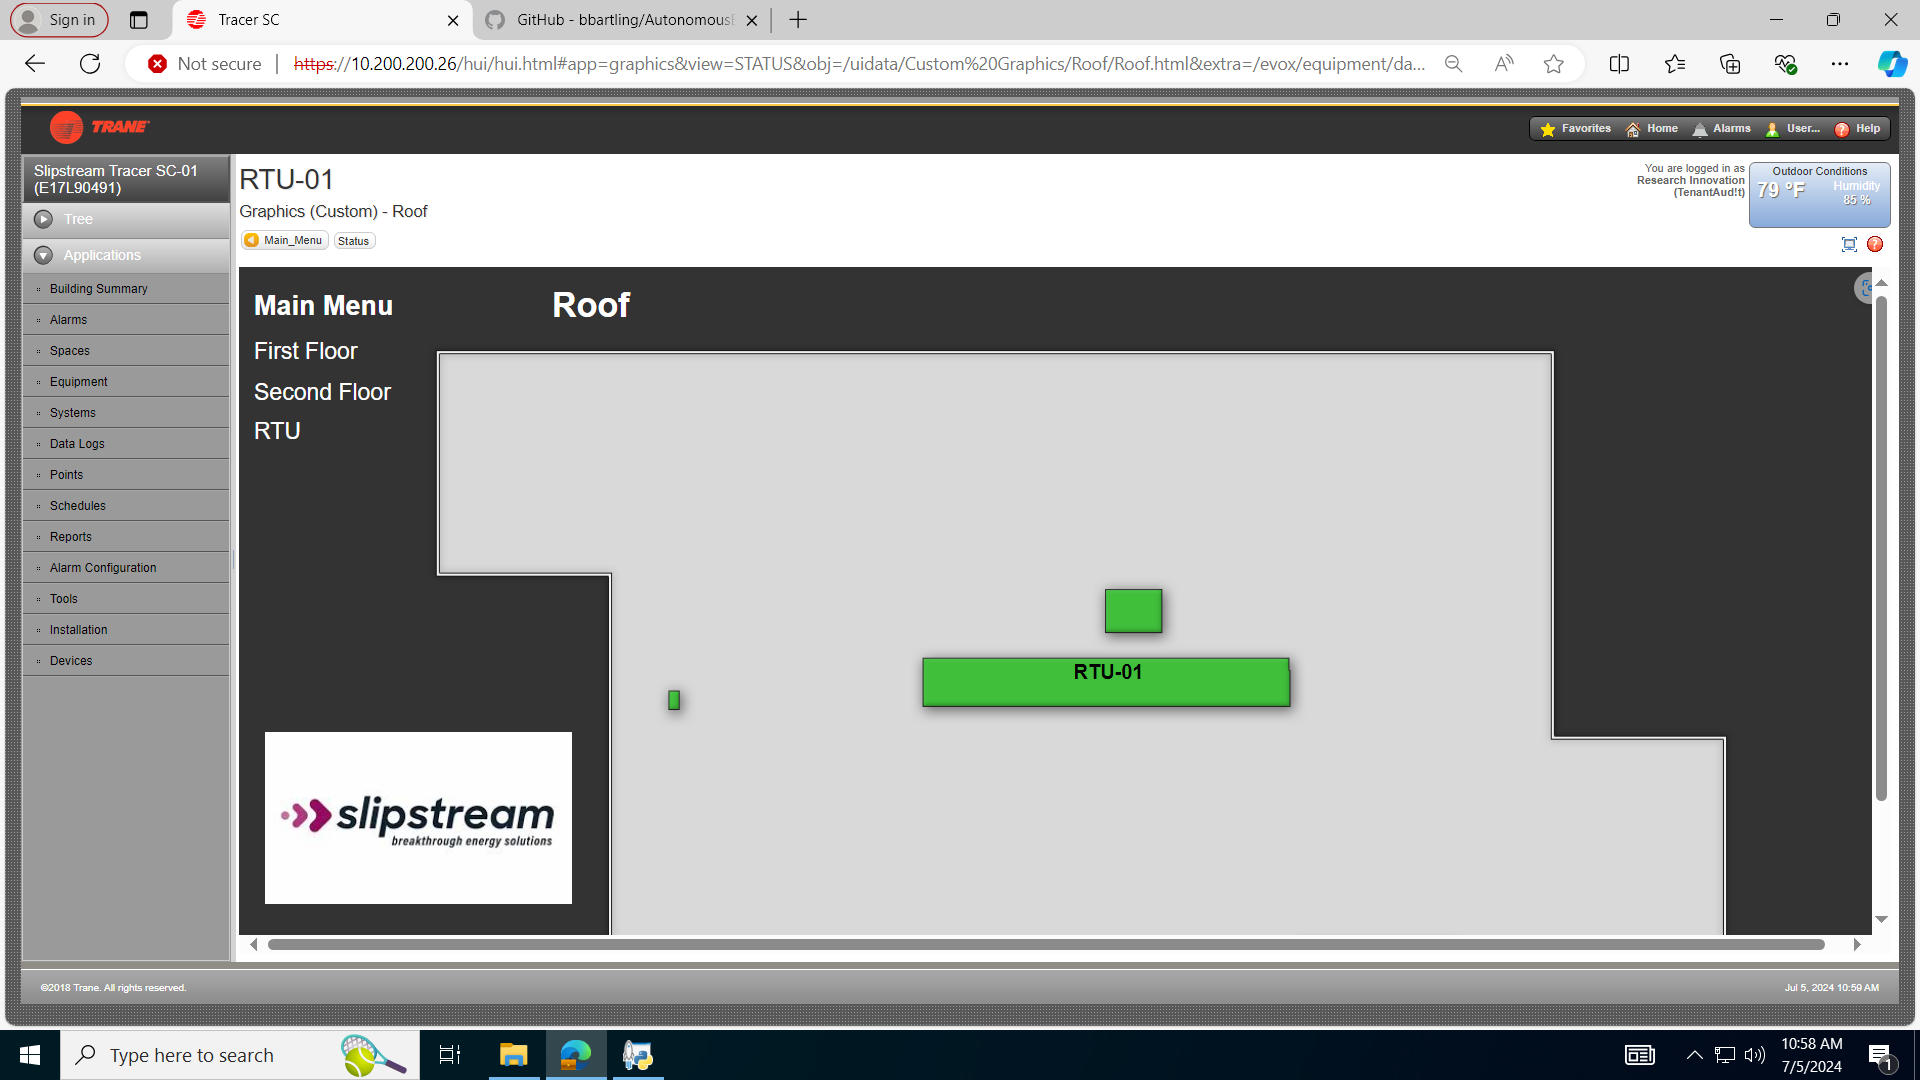 Sign in
Tracer SC
GitHub - bbartling/Autonomous
Not secure
https://10.200.200.26/hui/hui.html#app=graphics&view=STATUS&obj=/uidata/Custom%20Graphics/Roof/Roof.html&extra=/evox/equipment/da...
TRANE
Favorites Home Alarms User... Help
Slipstream Tracer SC-01
(E17L90491)
Tree
Applications
Building Summary
Alarms
Spaces
Equipment
Systems
Data Logs
Points
Schedules
Reports
Alarm Configuration
Tools
Installation
Devices
RTU-01
Graphics (Custom) - Roof
Main_Menu Status
You are logged in as
Research Innovation
(TenantAud!t)
Outdoor Conditions
79 °F
Humidity
85 %
Main Menu
Roof
First Floor
Second Floor
RTU
RTU-01
slipstream
breakthrough energy solutions
©2018 Trane. All rights reserved.
Jul 5, 2024 10:59 AM
Type here to search
10:58 AM
7/5/2024
1